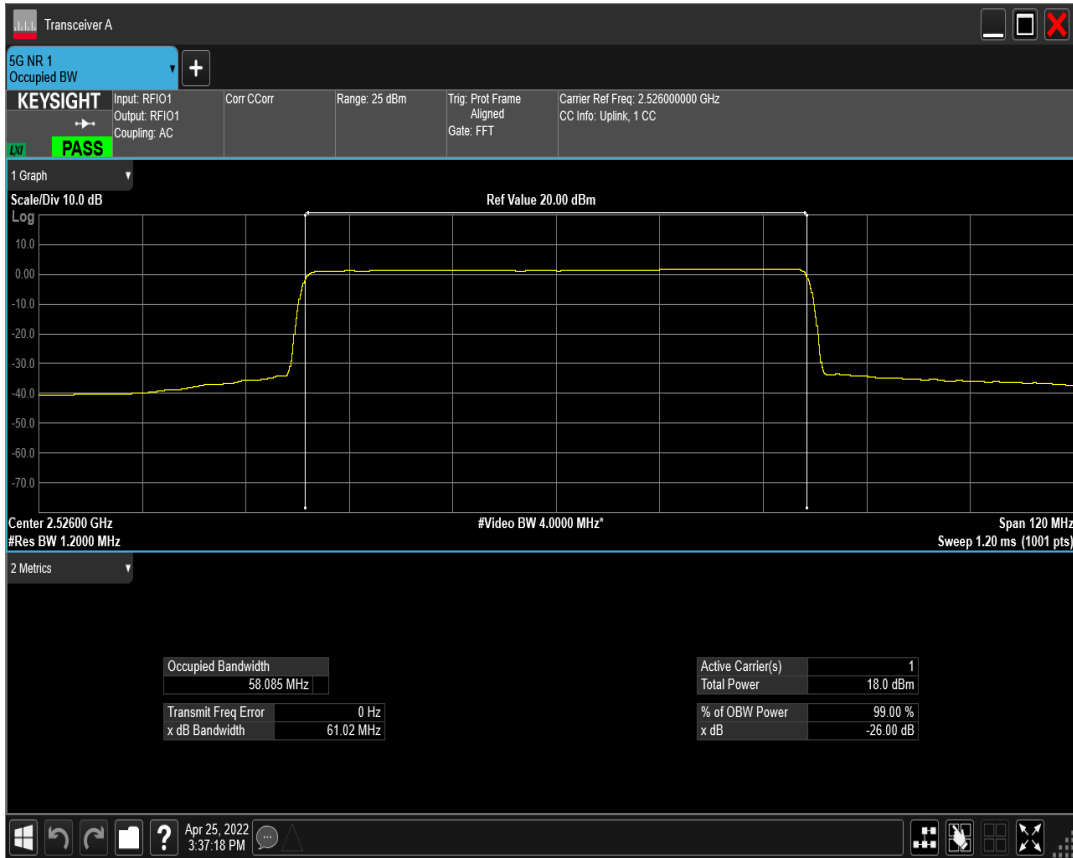 Transceiver A
5G NR 1
Occupied BW
KEYSIGHT
LXI
PASS
Input: RFIO1
Output: RFIO1
Coupling: AC
Corr CCorr
Range: 25 dBm
Trig: Prot Frame
Aligned
Gate: FFT
Carrier Ref Freq: 2.526000000 GHz
CC Info: Uplink, 1 CC
1 Graph
Scale/Div 10.0 dB
Ref Value 20.00 dBm
Log
10.0
0.00
-10.0
-20.0
-30.0
-40.0
-50.0
-60.0
-70.0
Center 2.52600 GHz
#Video BW 4.0000 MHz*
Span 120 MHz
#Res BW 1.2000 MHz
Sweep 1.20 ms (1001 pts)
2 Metrics
Occupied Bandwidth
58.085 MHz
Transmit Freq Error 0 Hz
x dB Bandwidth 61.02 MHz
Active Carrier(s) 1
Total Power 18.0 dBm
% of OBW Power 99.00 %
x dB -26.00 dB
?
Apr 25, 2022
3:37:18 PM